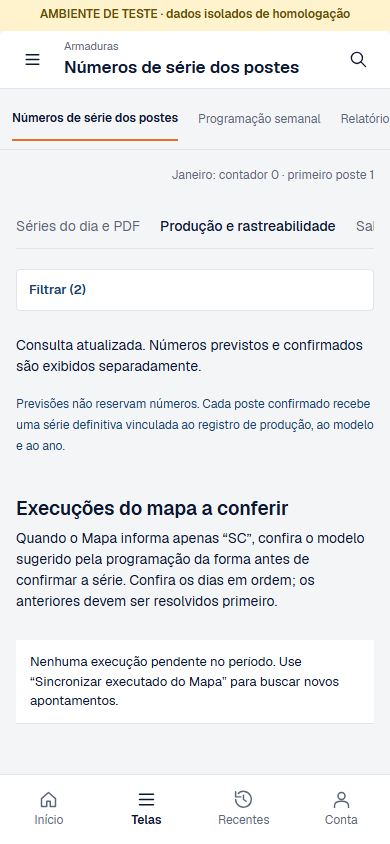 AMBIENTE DE TESTE · dados isolados de homologação
Armaduras
Números de série dos postes
Números de série dos postes Programação semanal Relatório
Janeiro: contador 0 · primeiro poste 1
Séries do dia e PDF Produção e rastreabilidade Sal
Filtrar (2)
Consulta atualizada. Números previstos e confirmados
são exibidos separadamente.
Previsões não reservam números. Cada poste confirmado recebe
uma série definitiva vinculada ao registro de produção, ao modelo
e ao ano.
Execuções do mapa a conferir
Quando o Mapa informa apenas “SC”, confira o modelo
sugerido pela programação da forma antes de
confirmar a série. Confira os dias em ordem; os
anteriores devem ser resolvidos primeiro.
Nenhuma execução pendente no período. Use
“Sincronizar executado do Mapa” para buscar novos
apontamentos.
Início Telas Recentes Conta